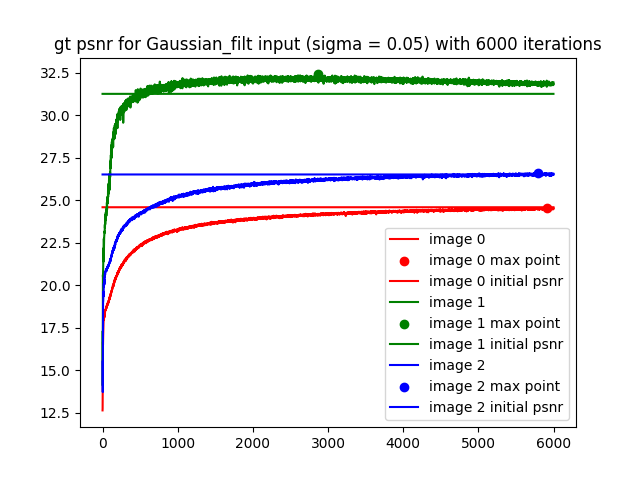 gt psnr for Gaussian_filt input (sigma = 0.05) with 6000 iterations
32.5
30.0
27.5
25.0
22.5
20.0
17.5
15.0
12.5
0 1000 2000 3000 4000 5000 6000
image 0
image 0 max point
image 0 initial psnr
image 1
image 1 max point
image 1 initial psnr
image 2
image 2 max point
image 2 initial psnr